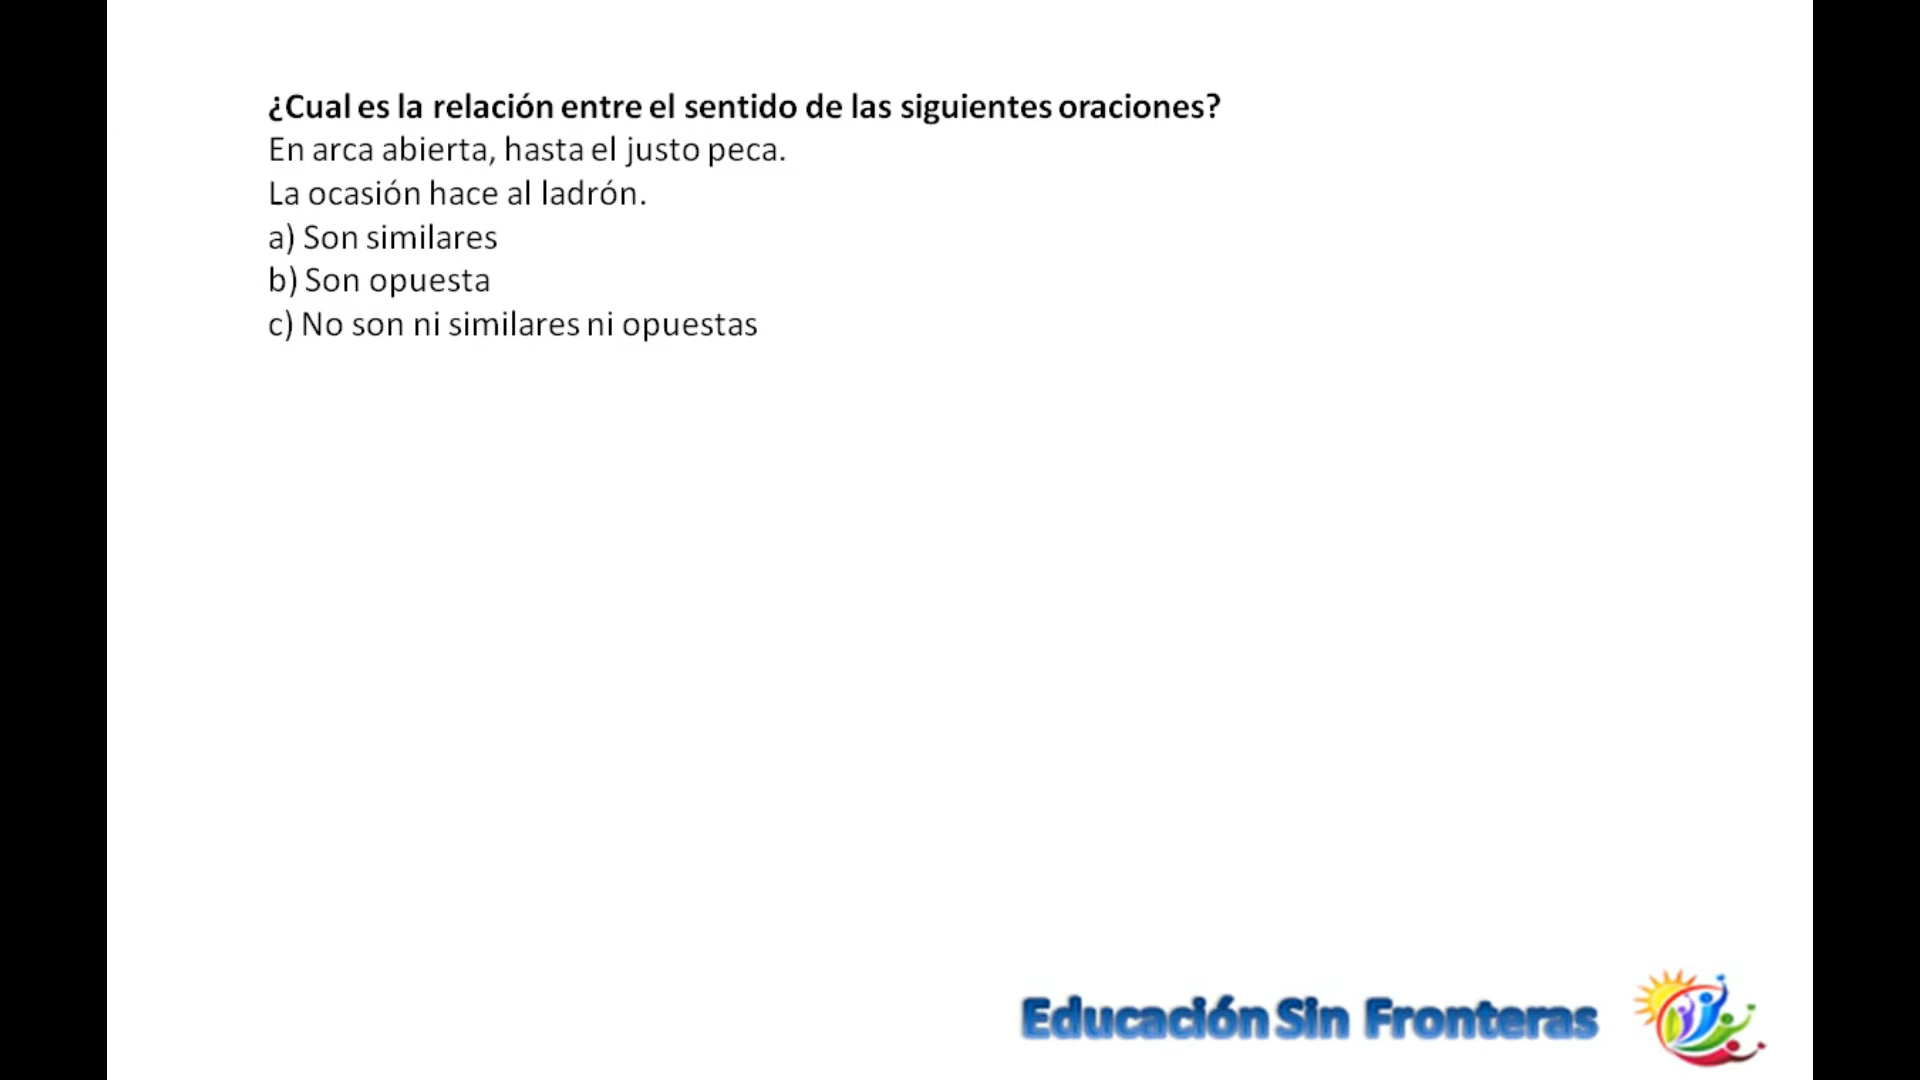 ¿Cual es la relación entre el sentido de las siguientes oraciones?
En arca abierta, hasta el justo peca.
La ocasión hace al ladrón.
a) Son similares
b) Son opuesta
c) No son ni similares ni opuestas
Educación Sin Fronteras